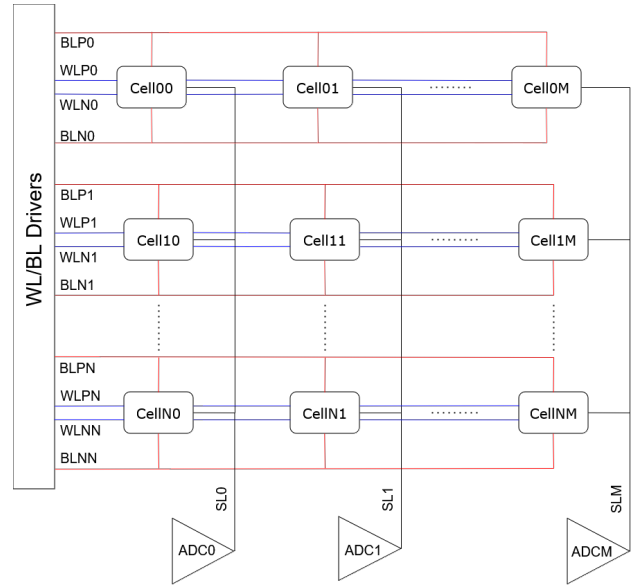 WL/BL Drivers
BLP0
WLP0
Cell00
Cell01
Cell0M
WLN0
BLN0
BLP1
WLP1
Cell10
Cell11
Cell1M
WLN1
BLN1
BLPN
WLPN
CellN0
CellN1
CellNM
WLNN
BLNN
SL0
SL1
SLM
ADC0
ADC1
ADCM